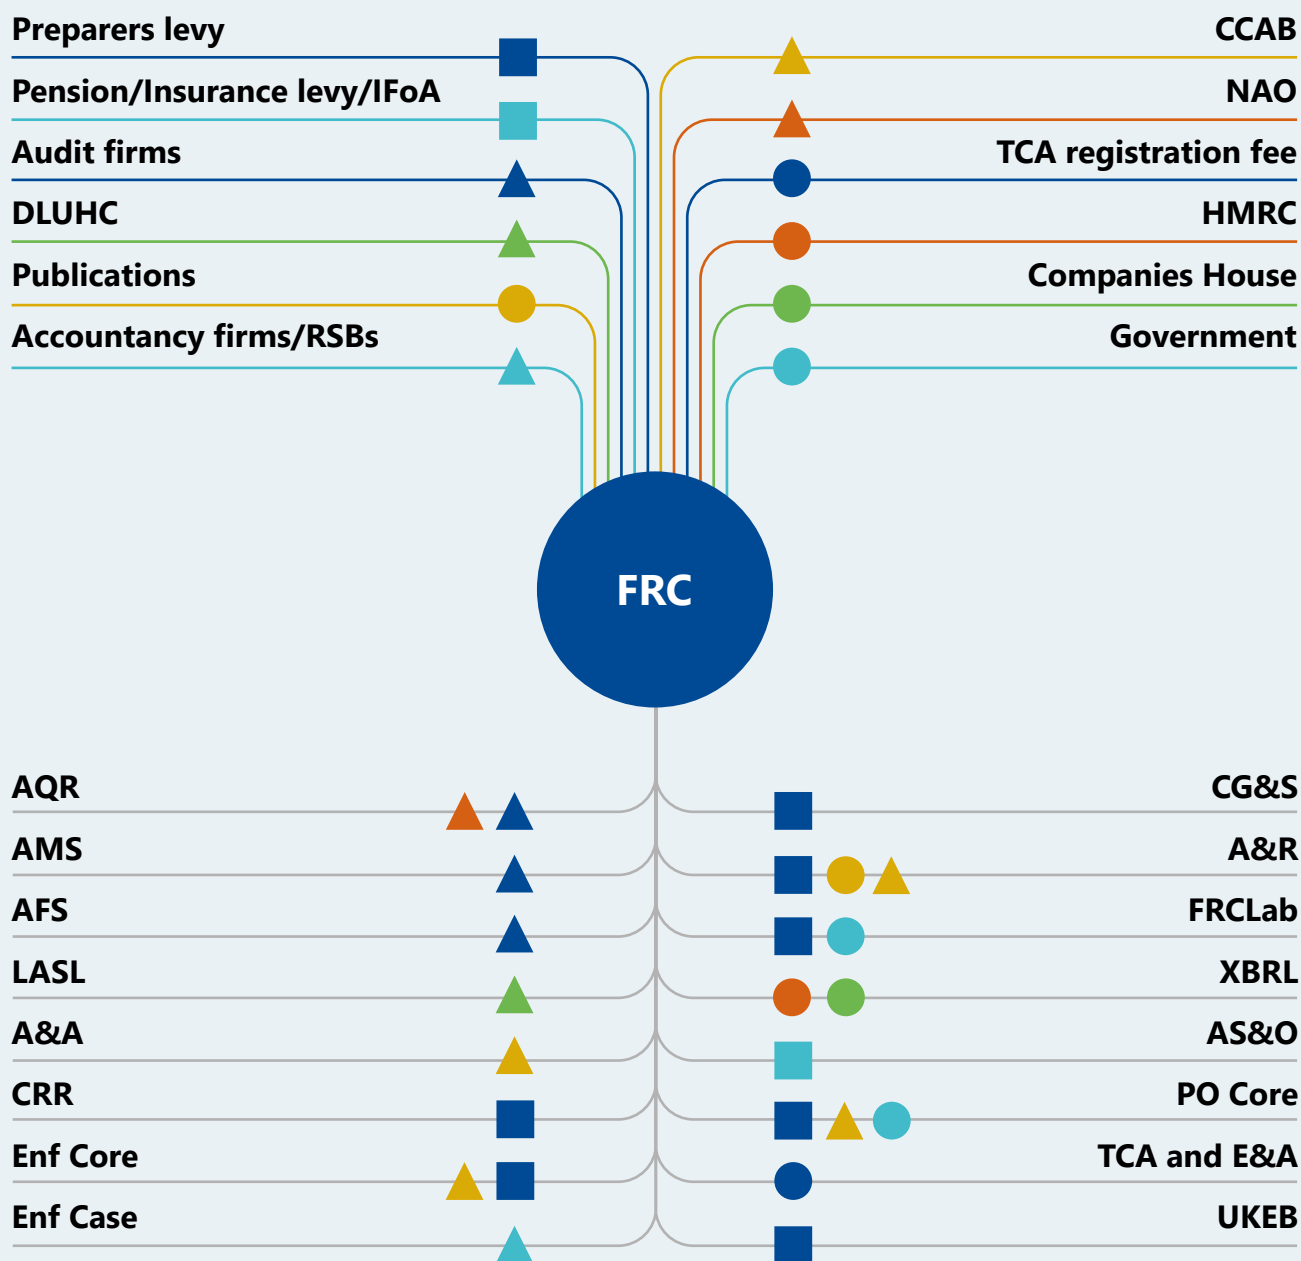 Preparers levy
Pension/Insurance levy/IFoA
Audit firms
DLUHC
Publications
Accountancy firms/RSBs
CCAB
NAO
TCA registration fee
HMRC
Companies House
Government
FRC
AQR
AMS
AFS
LASL
A&A
CRR
Enf Core
Enf Case
CG&S
A&R
FRCLab
XBRL
AS&O
PO Core
TCA and E&A
UKEB